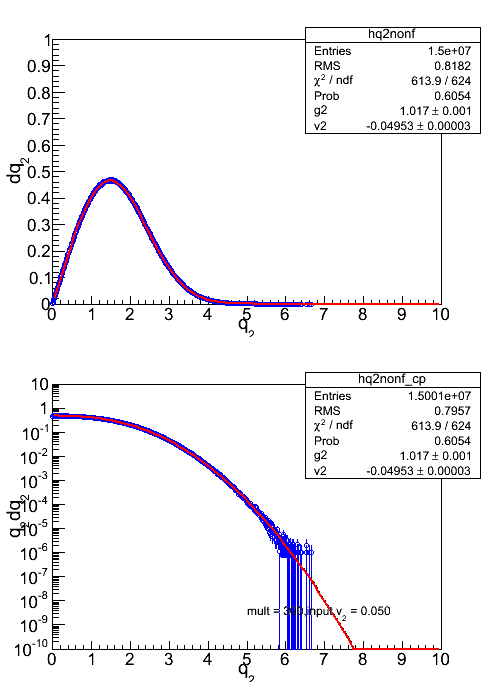 hq2nonf
Entries 1.5e+07
RMS 0.8182
χ² / ndf 613.9 / 624
Prob 0.6054
g2 1.017 ± 0.001
v2 -0.04953 ± 0.00003
1
0.9
0.8
0.7
0.6
0.5
0.4
0.3
0.2
0.1
0
dq₂
0 1 2 3 4 5 6 7 8 9 10
q₂
hq2nonf_cp
Entries 1.5001e+07
RMS 0.7957
χ² / ndf 613.9 / 624
Prob 0.6054
g2 1.017 ± 0.001
v2 -0.04953 ± 0.00003
10
1
10⁻¹
10⁻²
10⁻³
10⁻⁴
10⁻⁵
10⁻⁶
10⁻⁷
10⁻⁸
10⁻⁹
10⁻¹⁰
mult = input v₂ = 0.050
0 1 2 3 4 5 6 7 8 9 10
q₂